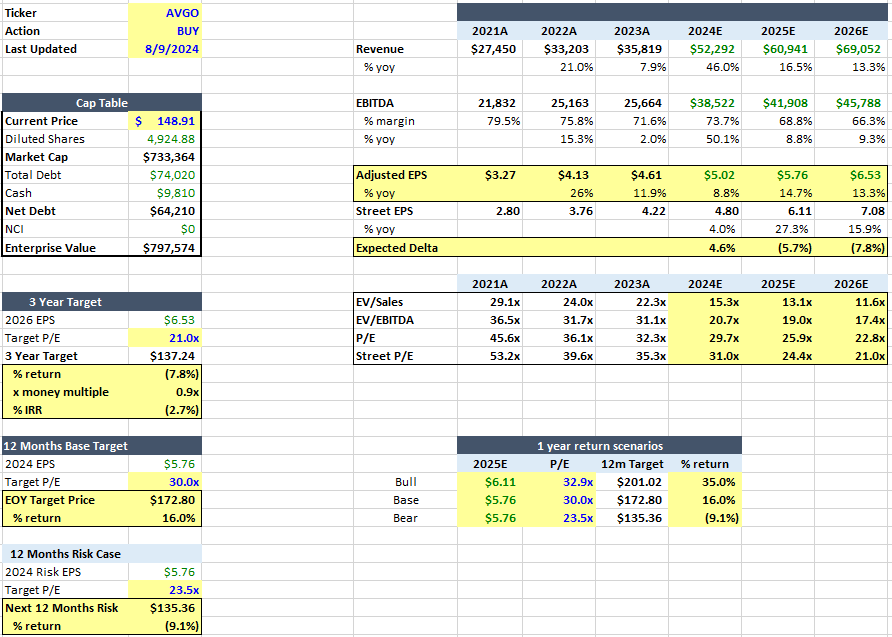 Ticker AVGO
Action BUY 2021A 2022A 2023A 2024E 2025E 2026E
Last Updated 8/9/2024 Revenue $27,450 $33,203 $35,819 $52,292 $60,941 $69,052
% yoy 21.0% 7.9% 46.0% 16.5% 13.3%
Cap Table EBITDA 21,832 25,163 25,664 $38,522 $41,908 $45,788
Current Price $ 148.91 % margin 79.5% 75.8% 71.6% 73.7% 68.8% 66.3%
Diluted Shares 4,924.88 % yoy 15.3% 2.0% 50.1% 8.8% 9.3%
Market Cap $733,364
Total Debt $74,020 Adjusted EPS $3.27 $4.13 $4.61 $5.02 $5.76 $6.53
Cash $9,810 % yoy 26% 11.9% 8.8% 14.7% 13.3%
Net Debt $64,210 Street EPS 2.80 3.76 4.22 4.80 6.11 7.08
NCI $0 % yoy 4.0% 27.3% 15.9%
Enterprise Value $797,574 Expected Delta 4.6% (5.7%) (7.8%)
2021A 2022A 2023A 2024E 2025E 2026E
3 Year Target EV/Sales 29.1x 24.0x 22.3x 15.3x 13.1x 11.6x
2026 EPS $6.53 EV/EBITDA 36.5x 31.7x 31.1x 20.7x 19.0x 17.4x
Target P/E 21.0x P/E 45.6x 36.1x 32.3x 29.7x 25.9x 22.8x
3 Year Target $137.24 Street P/E 53.2x 39.6x 35.3x 31.0x 24.4x 21.0x
% return (7.8%)
x money multiple 0.9x
% IRR (2.7%)
12 Months Base Target 1 year return scenarios
2024 EPS $5.76 2025E P/E 12m Target % return
Target P/E 30.0x Bull $6.11 32.9x $201.02 35.0%
EOY Target Price $172.80 Base $5.76 30.0x $172.80 16.0%
% return 16.0% Bear $5.76 23.5x $135.36 (9.1%)
12 Months Risk Case
2024 Risk EPS $5.76
Target P/E 23.5x
Next 12 Months Risk $135.36
% return (9.1%)